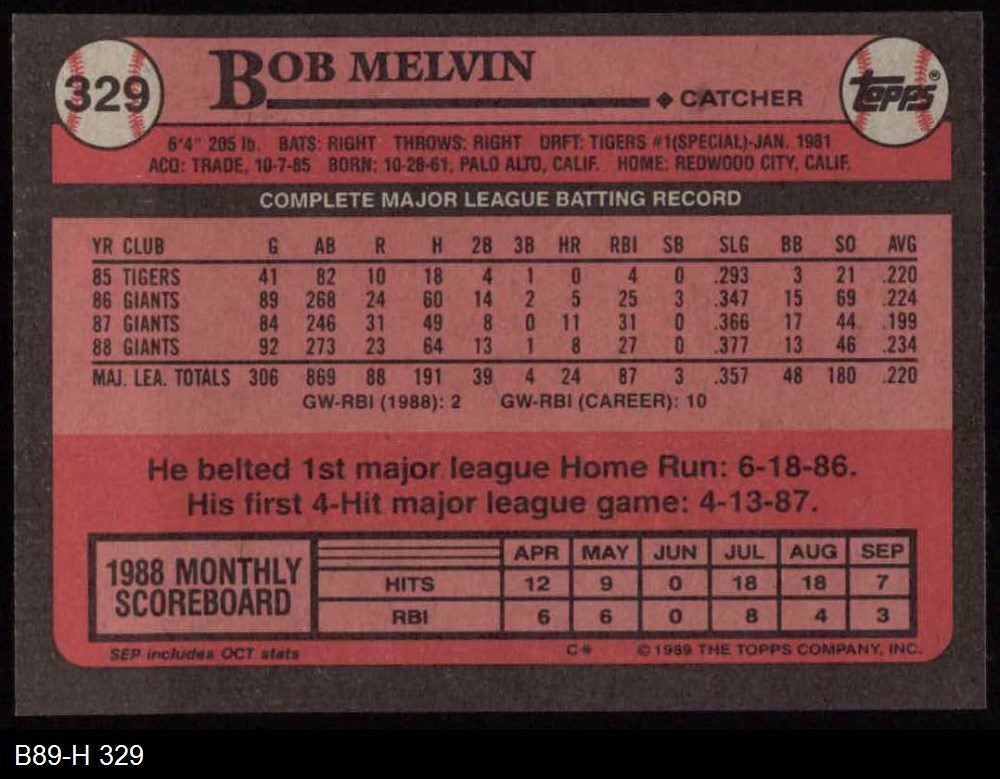 329
BOB MELVIN
CATCHER
TOPPS®
6'4" 205 lb. BATS: RIGHT THROWS: RIGHT DRFT: TIGERS #1(SPECIAL)-JAN. 1981
ACQ: TRADE, 10-7-85 BORN: 10-28-61, PALO ALTO, CALIF. HOME: REDWOOD CITY, CALIF.
COMPLETE MAJOR LEAGUE BATTING RECORD
YR CLUB G AB R H 2B 3B HR RBI SB SLG BB SO AVG
85 TIGERS 41 82 10 18 4 1 0 4 0 .293 3 21 .220
86 GIANTS 89 268 24 60 14 2 5 25 3 .347 15 69 .224
87 GIANTS 84 246 31 49 8 0 11 31 0 .366 17 44 .199
88 GIANTS 92 273 23 64 13 1 8 27 0 .377 13 46 .234
MAJ. LEA. TOTALS 306 869 88 191 39 4 24 87 3 .357 48 180 .220
GW-RBI (1988): 2 GW-RBI (CAREER): 10
He belted 1st major league Home Run: 6-18-86.
His first 4-Hit major league game: 4-13-87.
1988 MONTHLY
SCOREBOARD
APR MAY JUN JUL AUG SEP
HITS 12 9 0 18 18 7
RBI 6 6 0 8 4 3
SEP includes OCT stats
C* © 1989 THE TOPPS COMPANY, INC.
B89-H 329